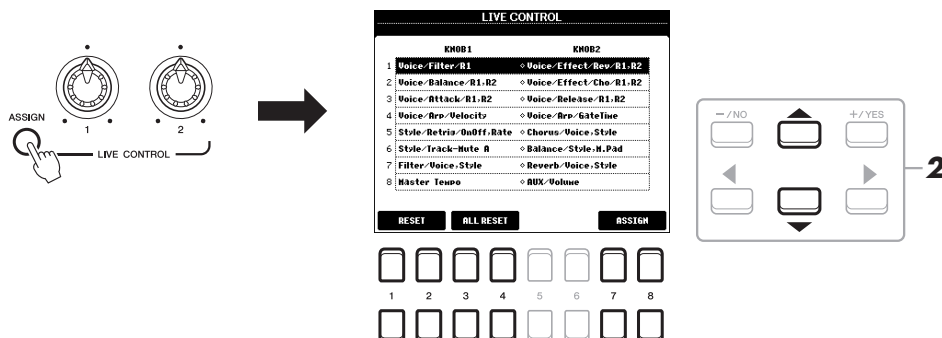 ASSIGN
1
2
LIVE CONTROL
LIVE CONTROL
KNOB1 KNOB2
1 Voice/Filter/R1 ◇Voice/Effect/Rev/R1,R2
2 Voice/Balance/R1,R2 ◇Voice/Effect/Cho/R1,R2
3 Voice/Attack/R1,R2 ◇Voice/Release/R1,R2
4 Voice/Arp/Velocity ◇Voice/Arp/GateTime
5 Style/Retrig/OnOff,Rate ◇Chorus/Voice,Style
6 Style/Track-Mute A ◇Balance/Style,M.Pad
7 Filter/Voice,Style ◇Reverb/Voice,Style
8 Master Tempo ◇AUX/Volume
RESET ALL RESET ASSIGN
1 2 3 4 5 6 7 8
–/NO +/YES
2